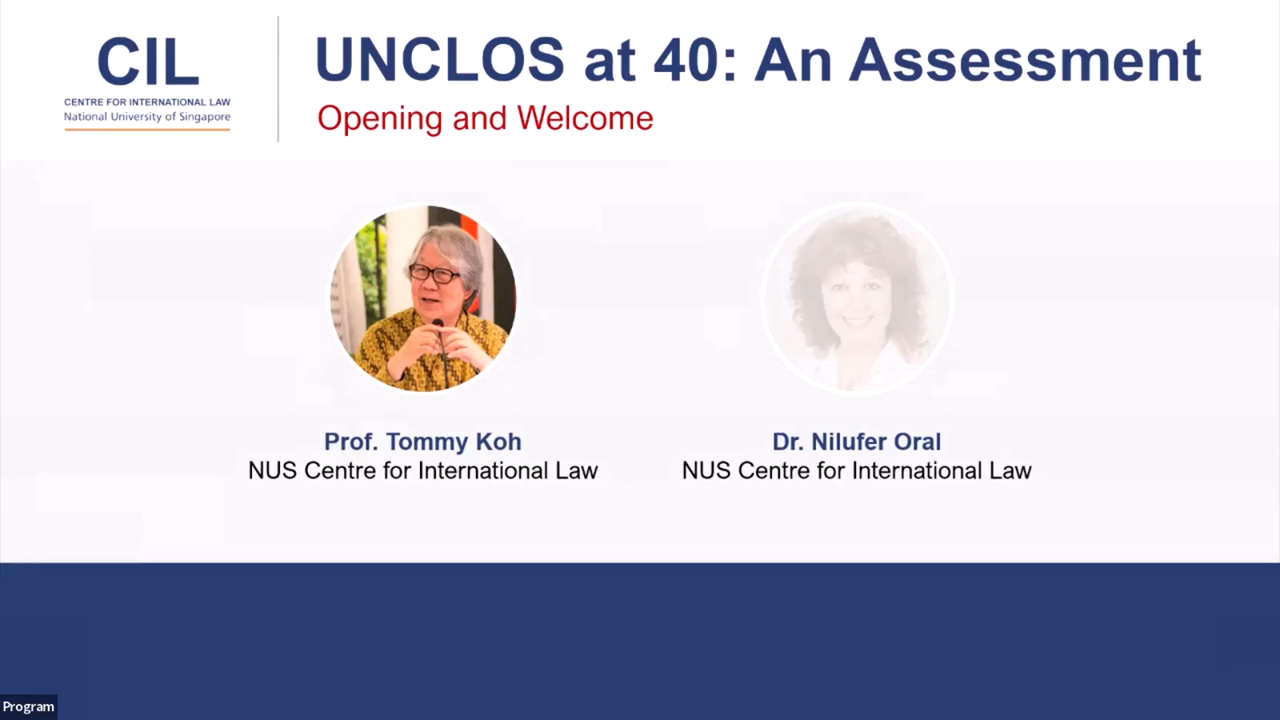 CIL
CENTRE FOR INTERNATIONAL LAW
National University of Singapore
UNCLOS at 40: An Assessment
Opening and Welcome
Prof. Tommy Koh
NUS Centre for International Law
Dr. Nilufer Oral
NUS Centre for International Law
Program